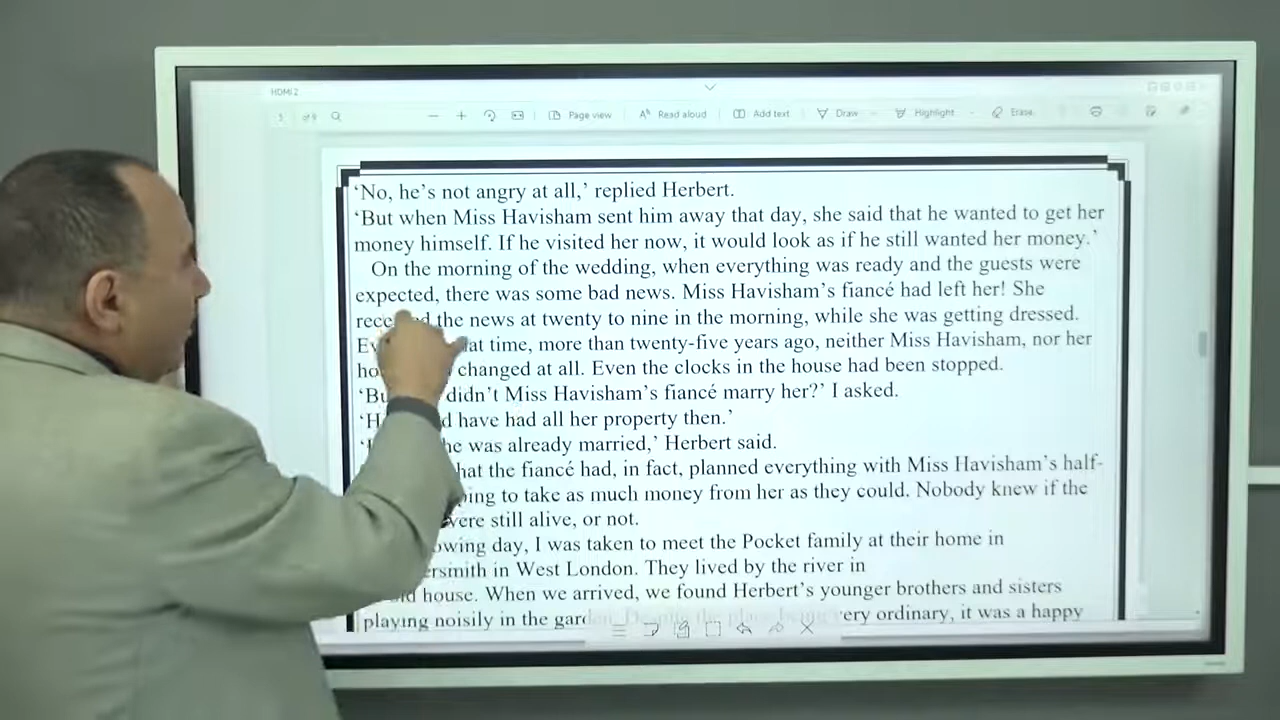 HDMI 2
of 9
Page view
Read aloud
Add text
Draw
Highlight
Erase
‘No, he’s not angry at all,’ replied Herbert.
‘But when Miss Havisham sent him away that day, she said that he wanted to get her
money himself. If he visited her now, it would look as if he still wanted her money.’
On the morning of the wedding, when everything was ready and the guests were
expected, there was some bad news. Miss Havisham’s fiancé had left her! She
the news at twenty to nine in the morning, while she was getting dressed.
time, more than twenty-five years ago, neither Miss Havisham, nor her
changed at all. Even the clocks in the house had been stopped.
didn’t Miss Havisham’s fiancé marry her?’ I asked.
have had all her property then.’
was already married,’ Herbert said.
the fiancé had, in fact, planned everything with Miss Havisham’s half-
to take as much money from her as they could. Nobody knew if the
still alive, or not.
day, I was taken to meet the Pocket family at their home in
in West London. They lived by the river in
house. When we arrived, we found Herbert’s younger brothers and sisters
playing noisily in the garden. Despite the place being very ordinary, it was a happy